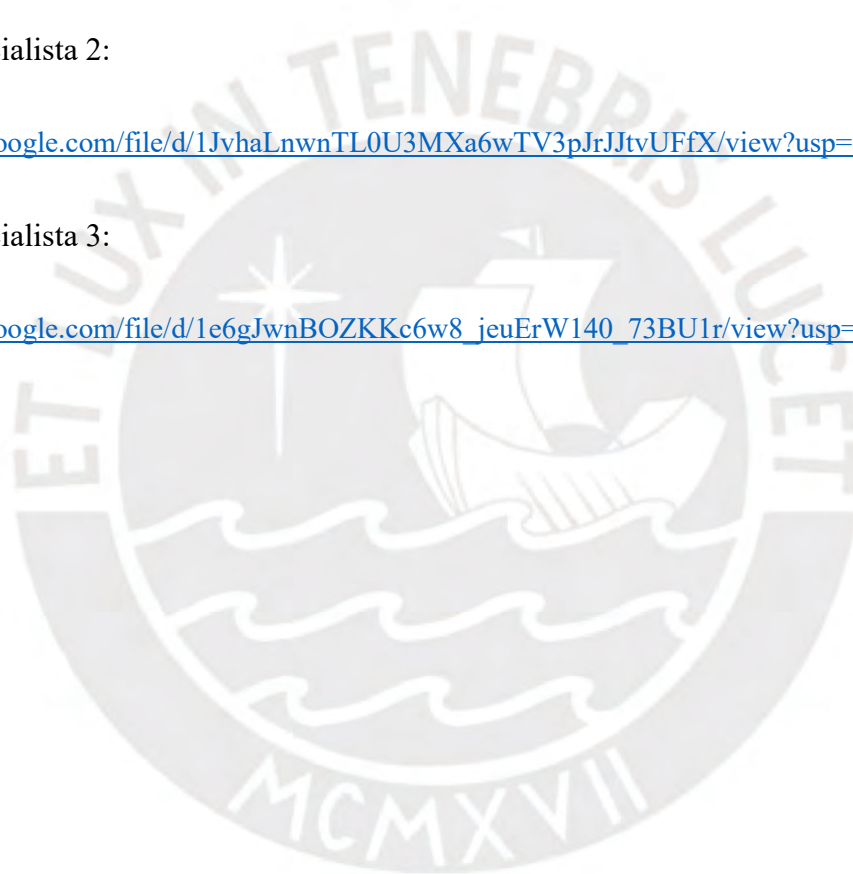 ialista 2:
oogle.com/file/d/1JvhaLnwnTL0U3MXa6wTV3pJrJJtvUFfX/view?usp=
ialista 3:
oogle.com/file/d/1e6gJwnBOZKKc6w8_jeuErW140_73BU1r/view?usp=
ET LUX IN TENEBRIS LUCET
MCMXVII